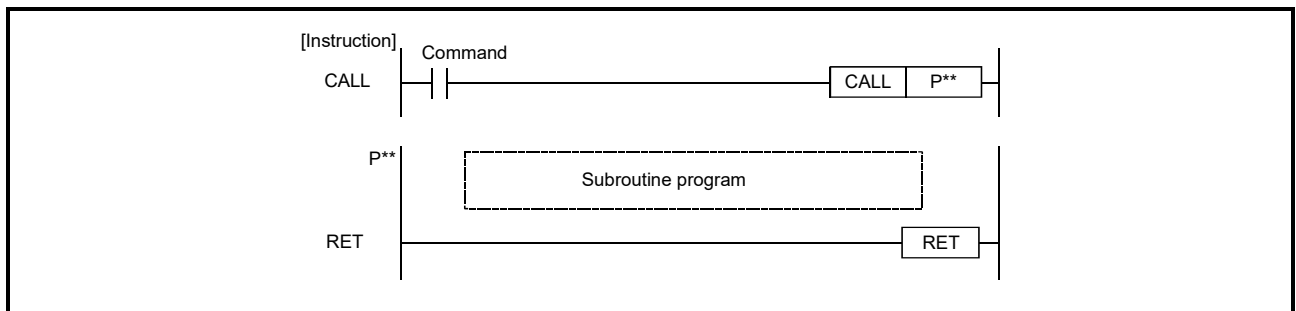 [Instruction]
Command
CALL
CALL P**
P**
Subroutine program
RET
RET